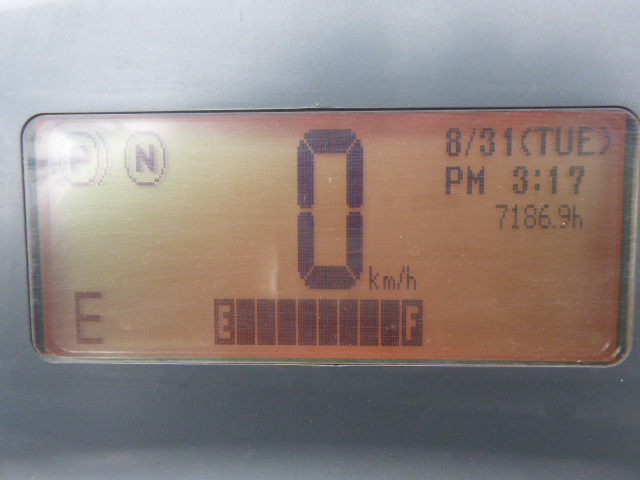 P N
8/31(TUE)
PM 3:17
7186.9h
0 km/h
E
E F